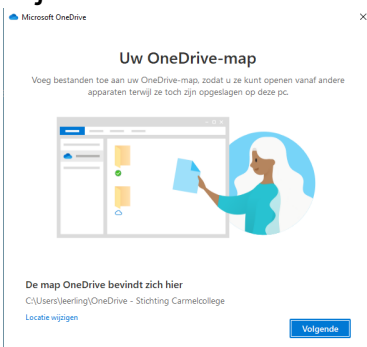 Microsoft OneDrive
Uw OneDrive-map
Voeg bestanden toe aan uw OneDrive-map, zodat u ze kunt openen vanaf andere
apparaten terwijl ze toch zijn opgeslagen op deze pc.
De map OneDrive bevindt zich hier
C:\Users\leerling\OneDrive - Stichting Carmelcollege
Locatie wijzigen
Volgende